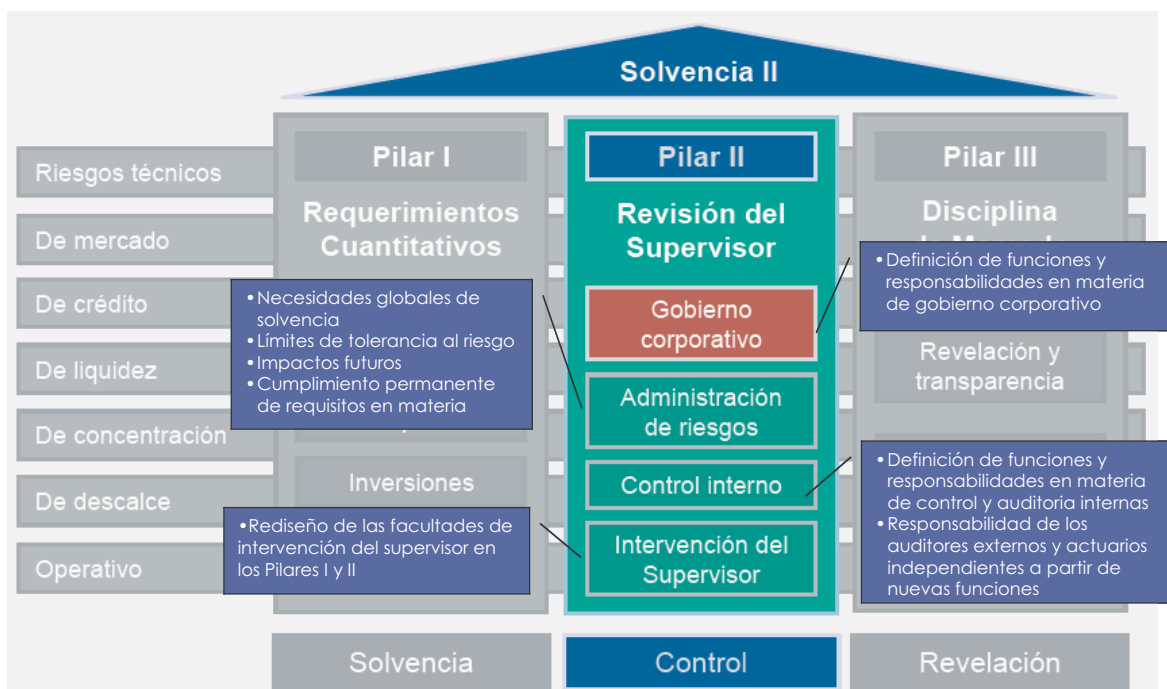 Solvencia II
Riesgos técnicos
De mercado
De crédito
De liquidez
De concentración
De descalce
Operativo
Pilar I
Requerimientos
Cuantitativos
•Necesidades globales de
solvencia
•Límites de tolerancia al riesgo
•Impactos futuros
•Cumplimiento permanente
de requisitos en materia
Inversiones
•Rediseño de las facultades de
intervención del supervisor en
los Pilares I y II
Solvencia
Pilar II
Revisión del
Supervisor
Gobierno
corporativo
Administración
de riesgos
Control interno
Intervención del
Supervisor
Control
Pilar III
Disciplina
•Definición de funciones y
responsabilidades en materia
de gobierno corporativo
Revelación y
transparencia
•Definición de funciones y
responsabilidades en materia
de control y auditoria internas
•Responsabilidad de los
auditores externos y actuarios
independientes a partir de
nuevas funciones
Revelación